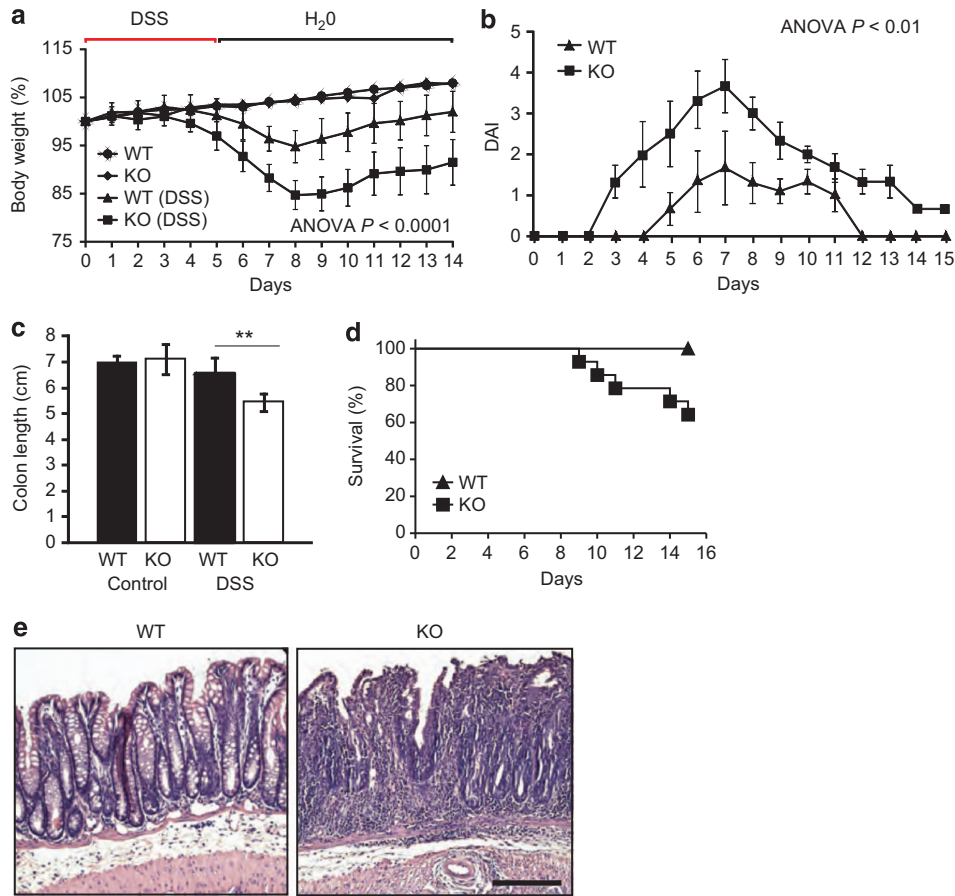 a
DSS
H20
Body weight (%)
115
105
95
85
75
WT
KO
WT (DSS)
KO (DSS)
ANOVA P < 0.0001
0 1 2 3 4 5 6 7 8 9 10 11 12 13 14
Days
b
ANOVA P < 0.01
WT
KO
DAI
5
4
3
2
1
0
0 1 2 3 4 5 6 7 8 9 10 11 12 13 14 15
Days
c
**
Colon length (cm)
8
7
6
5
4
3
2
1
0
WT KO WT KO
Control DSS
d
Survival (%)
100
80
60
40
20
0
WT
KO
0 2 4 6 8 10 12 14 16
Days
e
WT
KO